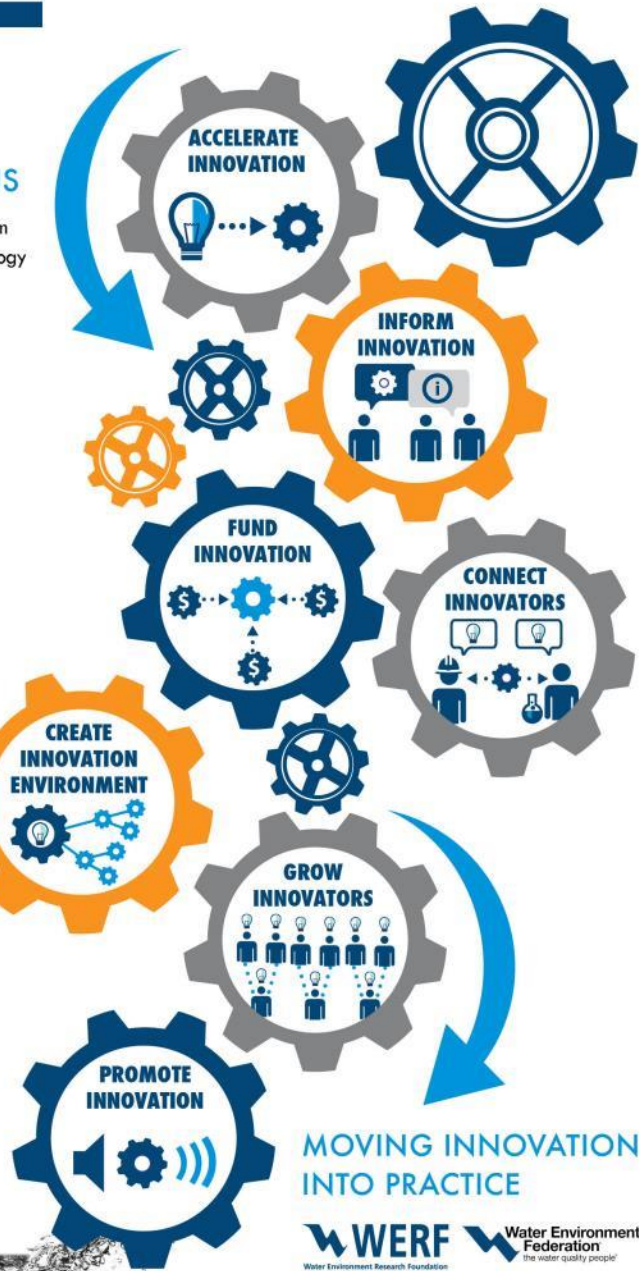 ACCELERATE
INNOVATION
INFORM
INNOVATION
i
FUND
INNOVATION
$
$
$
CONNECT
INNOVATORS
CREATE
INNOVATION
ENVIRONMENT
GROW
INNOVATORS
PROMOTE
INNOVATION
MOVING INNOVATION
INTO PRACTICE
WERF
Water Environment Research Foundation
Water Environment
Federation
the water quality people®